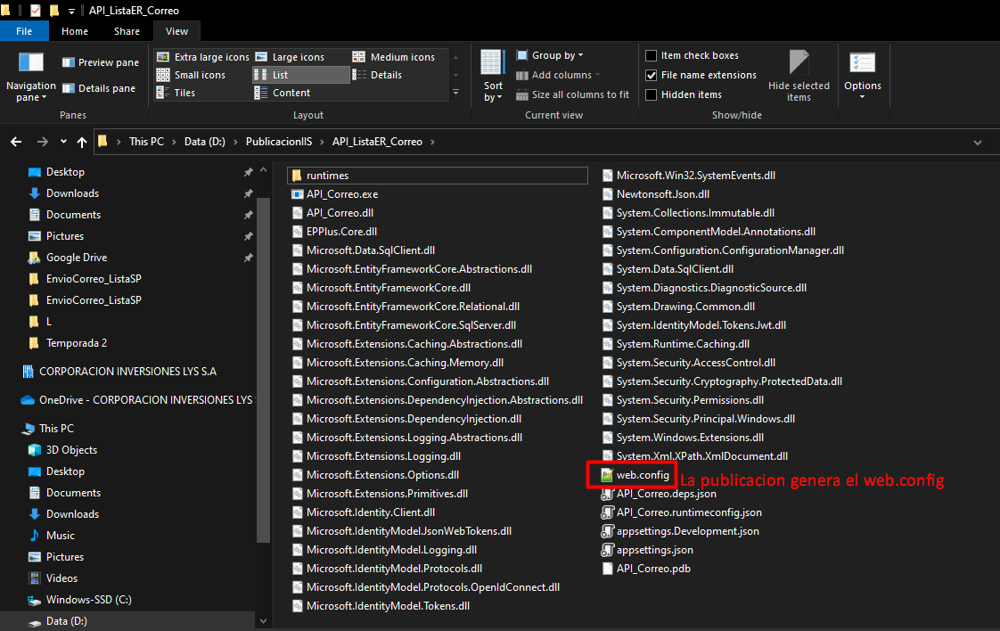 API_ListaER_Correo
File Home Share View
Navigation pane
Preview pane
Details pane
Panes
Extra large icons Large icons Medium icons
Small icons List Details
Tiles Content
Layout
Sort by
Group by
Add columns
Size all columns to fit
Current view
Item check boxes
File name extensions
Hidden items
Hide selected items
Show/hide
Options
This PC Data (D:) PublicacionIIS API_ListaER_Correo
Desktop
Downloads
Documents
Pictures
Google Drive
EnvioCorreo_ListaSP
EnvioCorreo_ListaSP
L
Temporada 2
CORPORACION INVERSIONES LYS S.A
OneDrive - CORPORACION INVERSIONES LYS S
This PC
3D Objects
Desktop
Documents
Downloads
Music
Pictures
Videos
Windows-SSD (C:)
Data (D:)
runtimes
API_Correo.exe
API_Correo.dll
EPPlus.Core.dll
Microsoft.Data.SqlClient.dll
Microsoft.EntityFrameworkCore.Abstractions.dll
Microsoft.EntityFrameworkCore.dll
Microsoft.EntityFrameworkCore.Relational.dll
Microsoft.EntityFrameworkCore.SqlServer.dll
Microsoft.Extensions.Caching.Abstractions.dll
Microsoft.Extensions.Caching.Memory.dll
Microsoft.Extensions.Configuration.Abstractions.dll
Microsoft.Extensions.DependencyInjection.Abstractions.dll
Microsoft.Extensions.DependencyInjection.dll
Microsoft.Extensions.Logging.Abstractions.dll
Microsoft.Extensions.Logging.dll
Microsoft.Extensions.Options.dll
Microsoft.Extensions.Primitives.dll
Microsoft.Identity.Client.dll
Microsoft.IdentityModel.JsonWebTokens.dll
Microsoft.IdentityModel.Logging.dll
Microsoft.IdentityModel.Protocols.dll
Microsoft.IdentityModel.Protocols.OpenIdConnect.dll
Microsoft.IdentityModel.Tokens.dll
Microsoft.Win32.SystemEvents.dll
Newtonsoft.Json.dll
System.Collections.Immutable.dll
System.ComponentModel.Annotations.dll
System.Configuration.ConfigurationManager.dll
System.Data.SqlClient.dll
System.Diagnostics.DiagnosticSource.dll
System.Drawing.Common.dll
System.IdentityModel.Tokens.Jwt.dll
System.Runtime.Caching.dll
System.Security.AccessControl.dll
System.Security.Cryptography.ProtectedData.dll
System.Security.Permissions.dll
System.Security.Principal.Windows.dll
System.Windows.Extensions.dll
System.Xml.XPath.XmlDocument.dll
web.config La publicacion genera el web.config
API_Correo.deps.json
API_Correo.runtimeconfig.json
appsettings.Development.json
appsettings.json
API_Correo.pdb